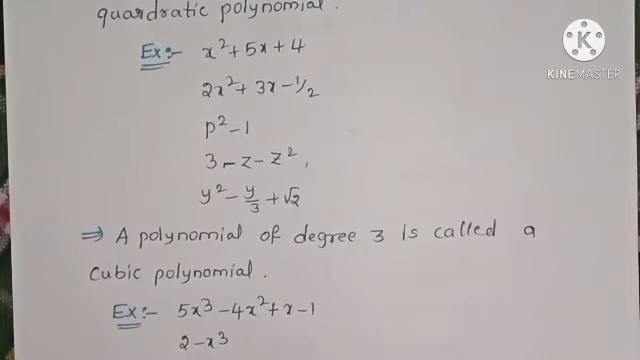 quardratic polynomial.
Ex:- x² + 5x + 4
2x² + 3x - 1/2
p² - 1
3 - z - z²,
y² - y/3 + √2
⇒ A polynomial of degree 3 is called a
cubic polynomial.
Ex:- 5x³ - 4x² + x - 1
2 - x³
K
KINEMASTER